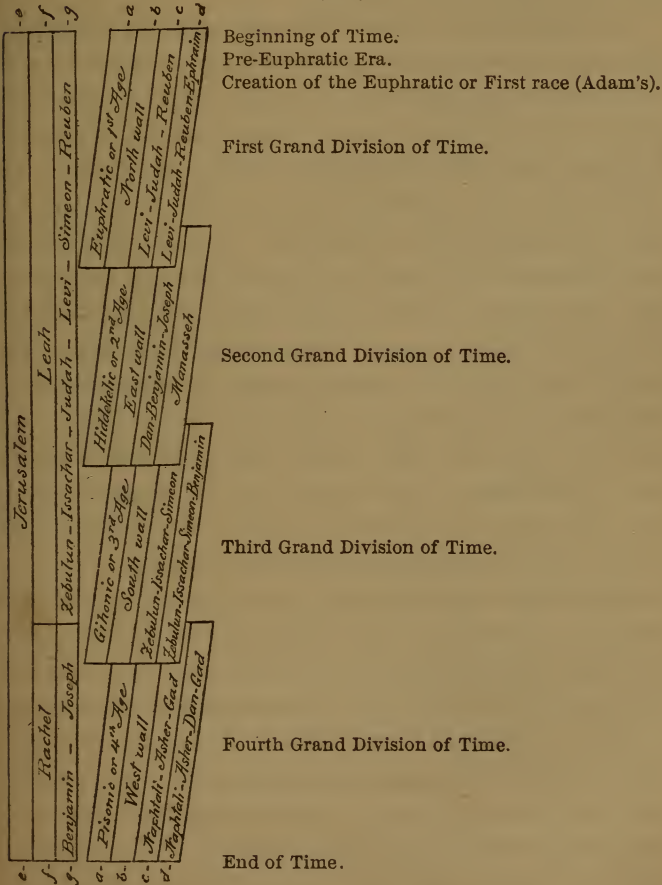 -e
-f
-g
-a
-b
-c
-d
Beginning of Time.
Pre-Euphratic Era.
Creation of the Euphratic or First race (Adam's).
First Grand Division of Time.
Second Grand Division of Time.
Third Grand Division of Time.
Fourth Grand Division of Time.
End of Time.
Jerusalem
Rachel
Leah
Benjamin - Joseph
Zebulun - Issachar - Judah - Levi - Simeon - Reuben
Euphratic or 1st Age
North wall
Levi-Judah-Reuben
Levi-Judah-Reuben-Ephraim
Hiddekelic or 2nd Age
East wall
Dan-Benjamin-Joseph
Manasseh
Gihonic or 3rd Age
South wall
Zebulun-Issachar-Simeon
Zebulun-Issachar-Simeon-Benjamin
Pisonic or 4th Age
West wall
Naphtali-Asher-Gad
Naphtali-Asher-Dan-Gad
e-
f-
g-
a-
b-
c-
d-